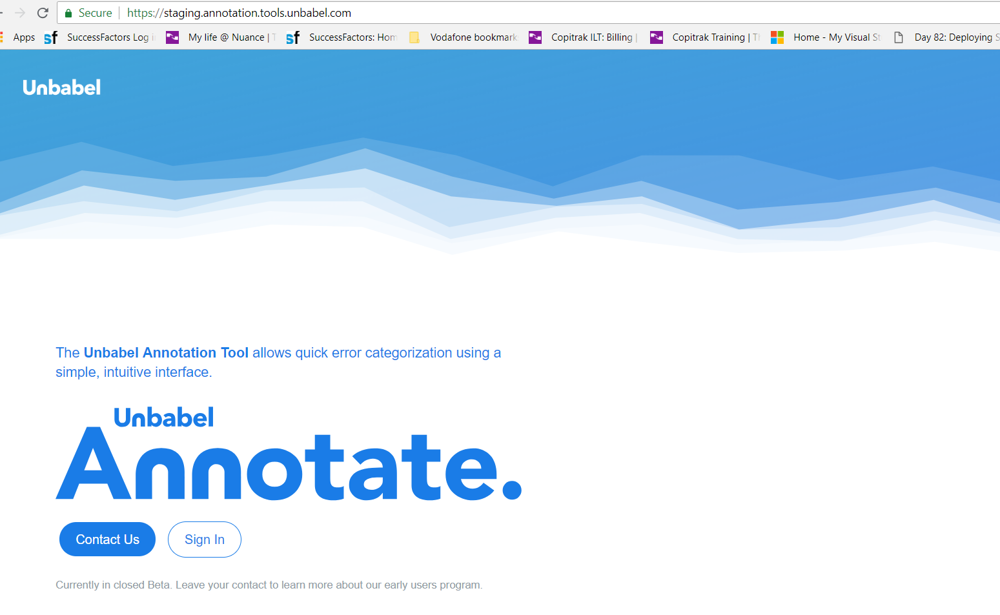 Secure https://staging.annotation.tools.unbabel.com
Apps SuccessFactors Log i My life @ Nuance | T SuccessFactors: Hom Vodafone bookmark Copitrak ILT: Billing | Copitrak Training | Th Home - My Visual St Day 82: Deploying S
Unbabel
The Unbabel Annotation Tool allows quick error categorization using a
simple, intuitive interface.
Unbabel
Annotate.
Contact Us Sign In
Currently in closed Beta. Leave your contact to learn more about our early users program.